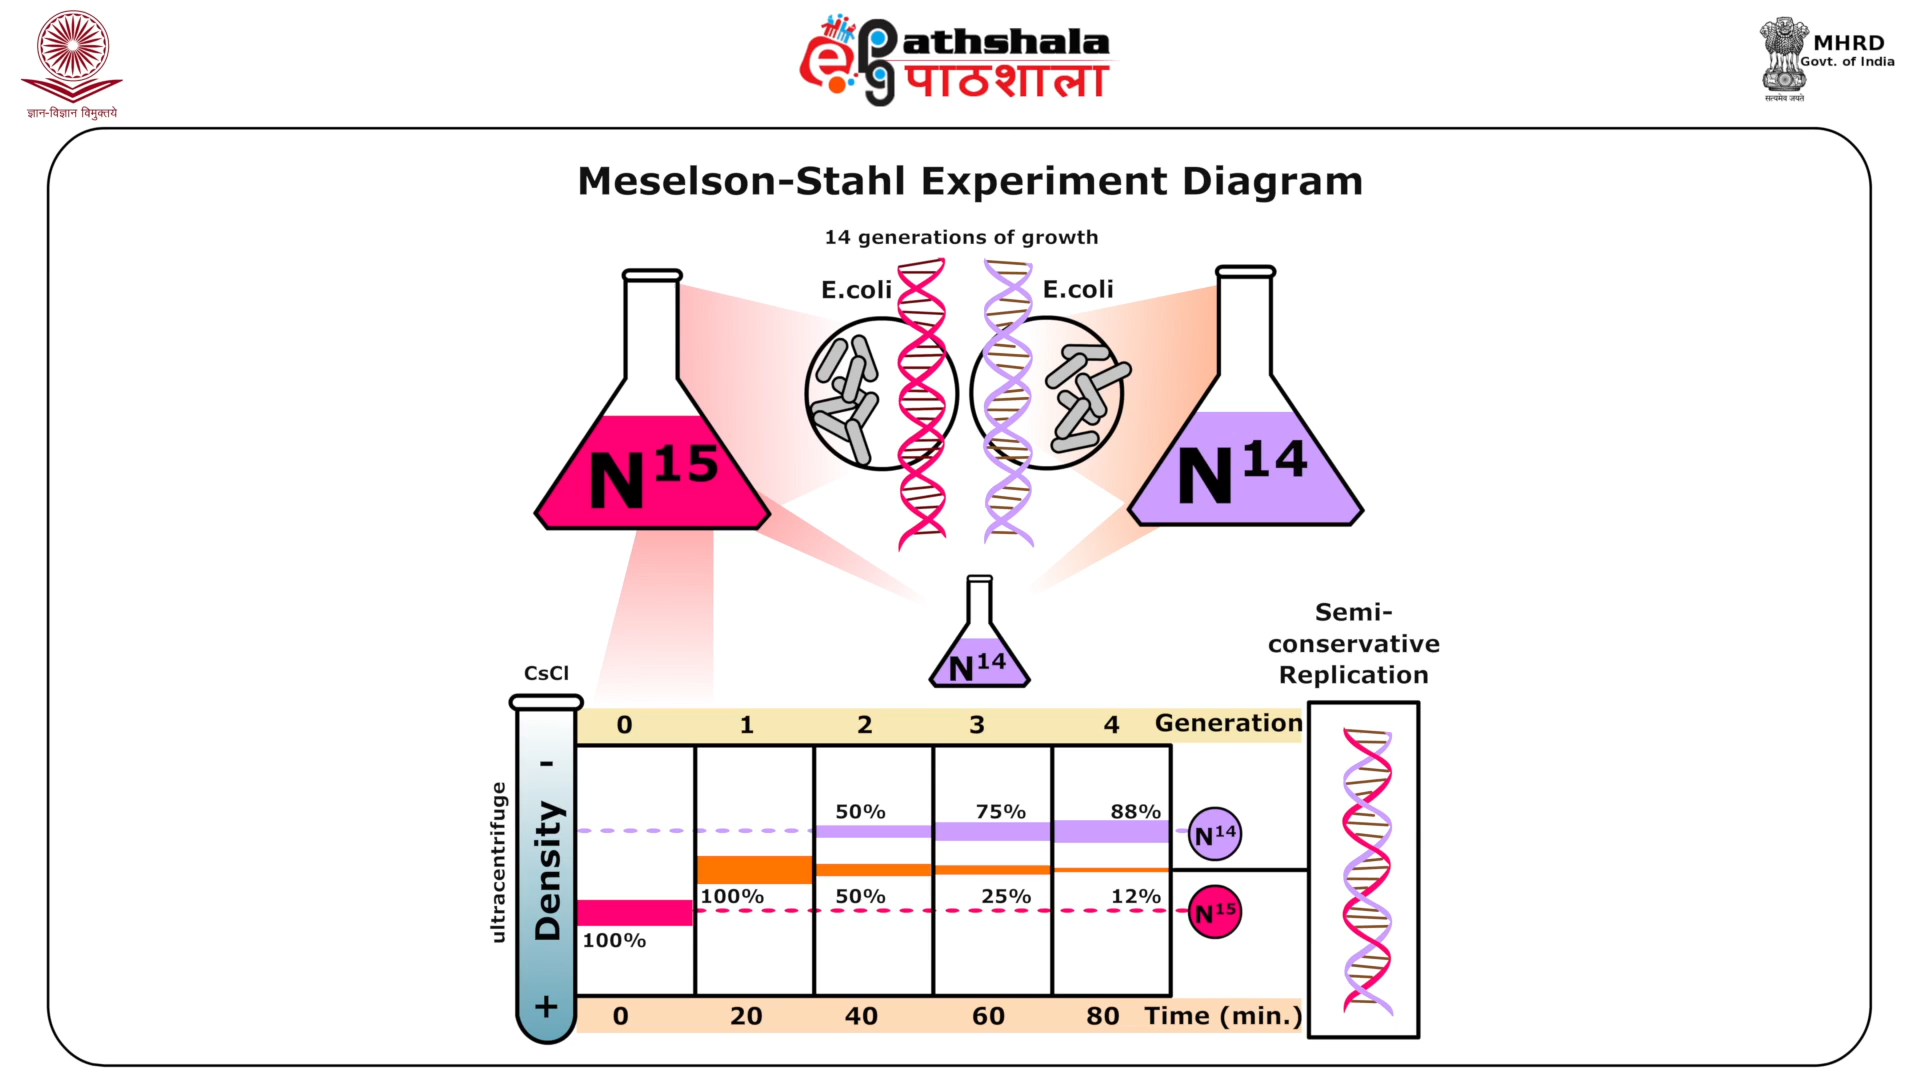 ज्ञान-विज्ञान विमुक्तये
e PG athshala
पाठशाला
MHRD
Govt. of India
सत्यमेव जयते
Meselson-Stahl Experiment Diagram
14 generations of growth
E.coli
E.coli
N15
N14
N14
Semi-
conservative
Replication
CsCl
0 1 2 3 4 Generation
ultracentrifuge
- Density +
50% 75% 88%
N14
100% 50% 25% 12%
N15
100%
0 20 40 60 80 Time (min.)